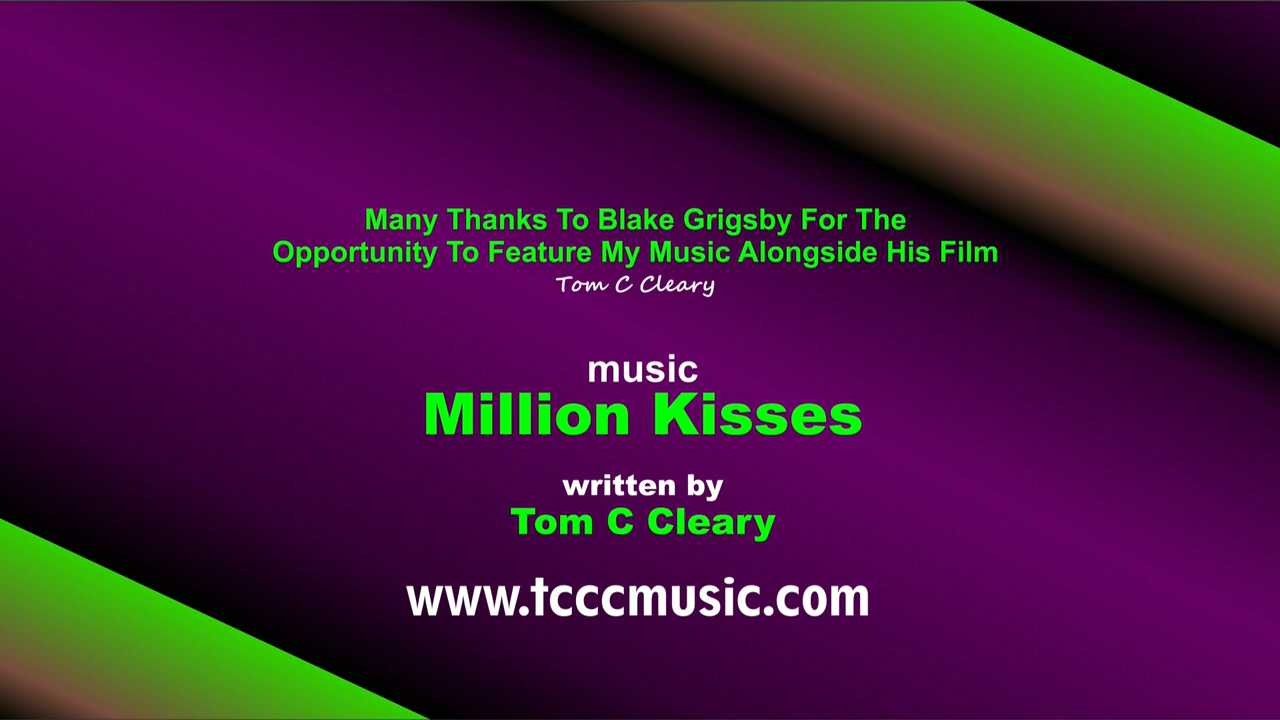 Many Thanks To Blake Grigsby For The
Opportunity To Feature My Music Alongside His Film
Tom C Cleary
music
Million Kisses
written by
Tom C Cleary
www.tcccmusic.com